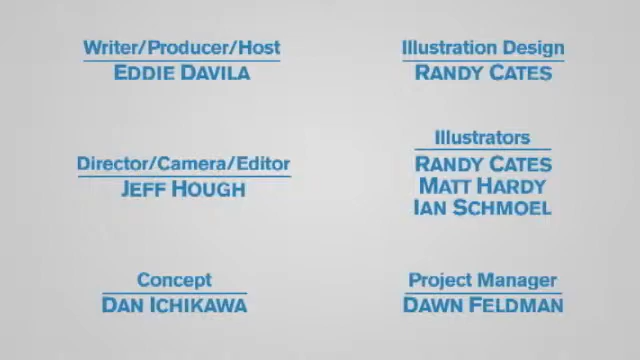 Writer/Producer/Host
EDDIE DAVILA
Director/Camera/Editor
JEFF HOUGH
Concept
DAN ICHIKAWA
Illustration Design
RANDY CATES
Illustrators
RANDY CATES
MATT HARDY
IAN SCHMOEL
Project Manager
DAWN FELDMAN